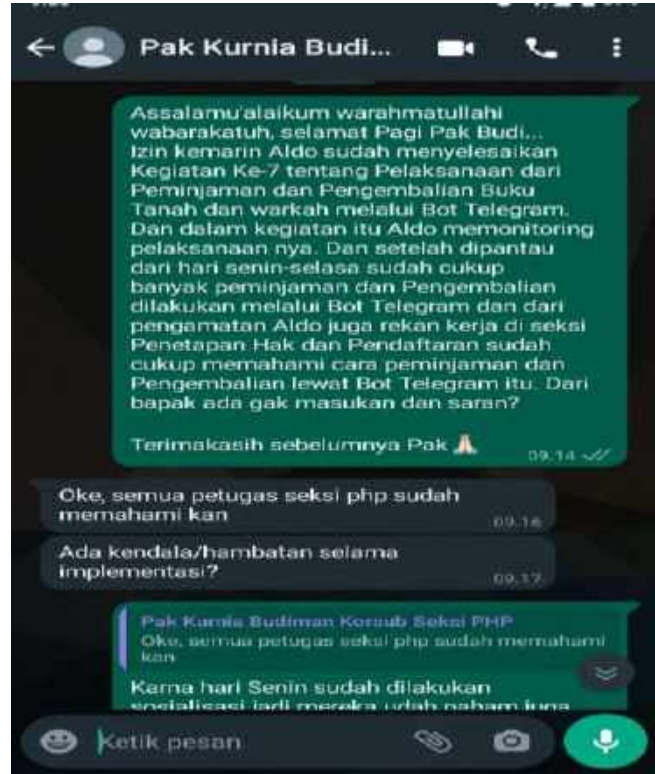 Pak Kurnia Budi...
Assalamu'alaikum warahmatullahi
wabarakatuh, selamat Pagi Pak Budi...
Izin kemarin Aldo sudah menyelesaikan
Kegiatan Ke-7 tentang Pelaksanaan dari
Peminjaman dan Pengembalian Buku
Tanah dan warkah melalui Bot Telegram.
Dan dalam kegiatan itu Aldo memonitoring
pelaksanaan nya. Dan setelah dipantau
dari hari senin-selasa sudah cukup
banyak peminjaman dan Pengembalian
dilakukan melalui Bot Telegram dan dari
pengamatan Aldo juga rekan kerja di seksi
Penetapan Hak dan Pendaftaran sudah
cukup memahami cara peminjaman dan
Pengembalian lewat Bot Telegram itu. Dari
bapak ada gak masukan dan saran?
Terimakasih sebelumnya Pak 🙏🏻
09.14
Oke, semua petugas seksi php sudah
memahami kan
09.16
Ada kendala/hambatan selama
implementasi?
09.17
Pak Kurnia Budiman Korsub Seksi PHP
Oke, semua petugas seksi php sudah memahami
kan
Karna hari Senin sudah dilakukan
sosialisasi jadi mereka udah paham juga
Ketik pesan